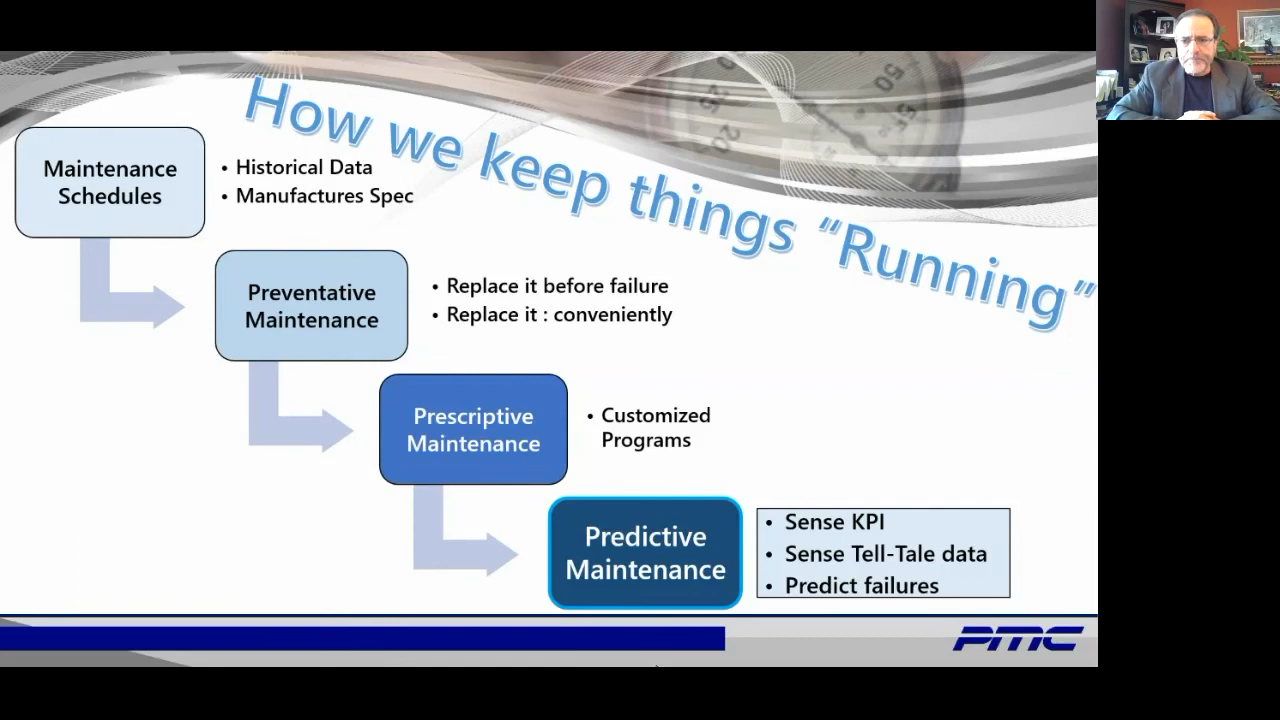 How we keep things “Running”
Maintenance
Schedules
• Historical Data
• Manufactures Spec
Preventative
Maintenance
• Replace it before failure
• Replace it : conveniently
Prescriptive
Maintenance
• Customized
Programs
Predictive
Maintenance
• Sense KPI
• Sense Tell-Tale data
• Predict failures
PMC